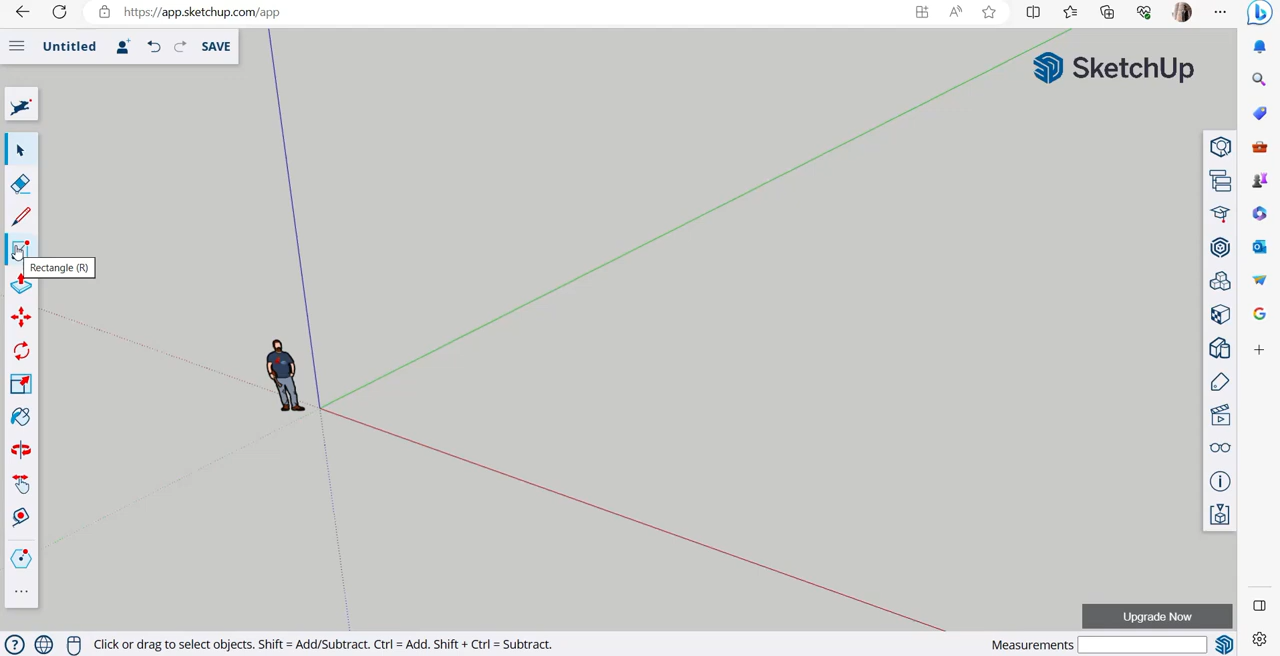 https://app.sketchup.com/app
Untitled
SAVE
SketchUp
Rectangle (R)
Upgrade Now
Click or drag to select objects. Shift = Add/Subtract. Ctrl = Add. Shift + Ctrl = Subtract.
Measurements